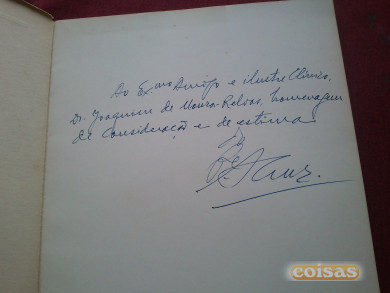 Ao Ex.mo Amigo e ilustre Clínico,
Dr. Joaquim de Moura-Relvas, homenagem
de consideração e de estima
coisas